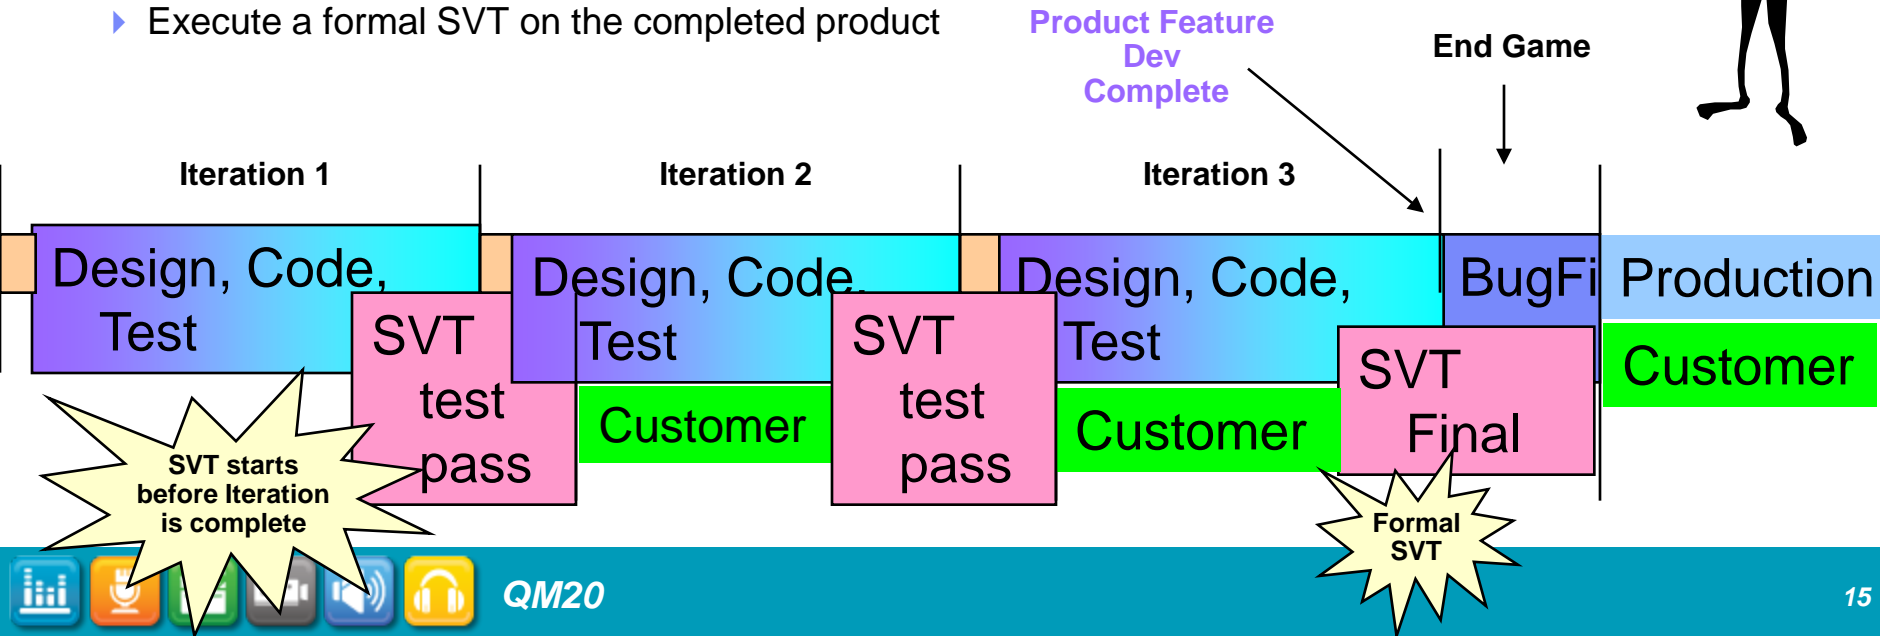 Execute a formal SVT on the completed product
Product Feature
Dev
Complete
End Game
Iteration 1
Iteration 2
Iteration 3
Design, Code,
Test
SVT
test
pass
Design, Code,
Test
Customer
SVT
test
pass
Design, Code,
Test
Customer
BugFi
SVT
Final
Production
Customer
SVT starts
before Iteration
is complete
Formal
SVT
QM20
15